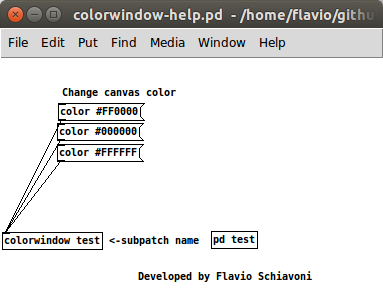 colorwindow-help.pd - /home/flavio/githu
File Edit Put Find Media Window Help
Change canvas color
color #FF0000
color #000000
color #FFFFFF
colorwindow test <-subpatch name pd test
Developed by Flavio Schiavoni